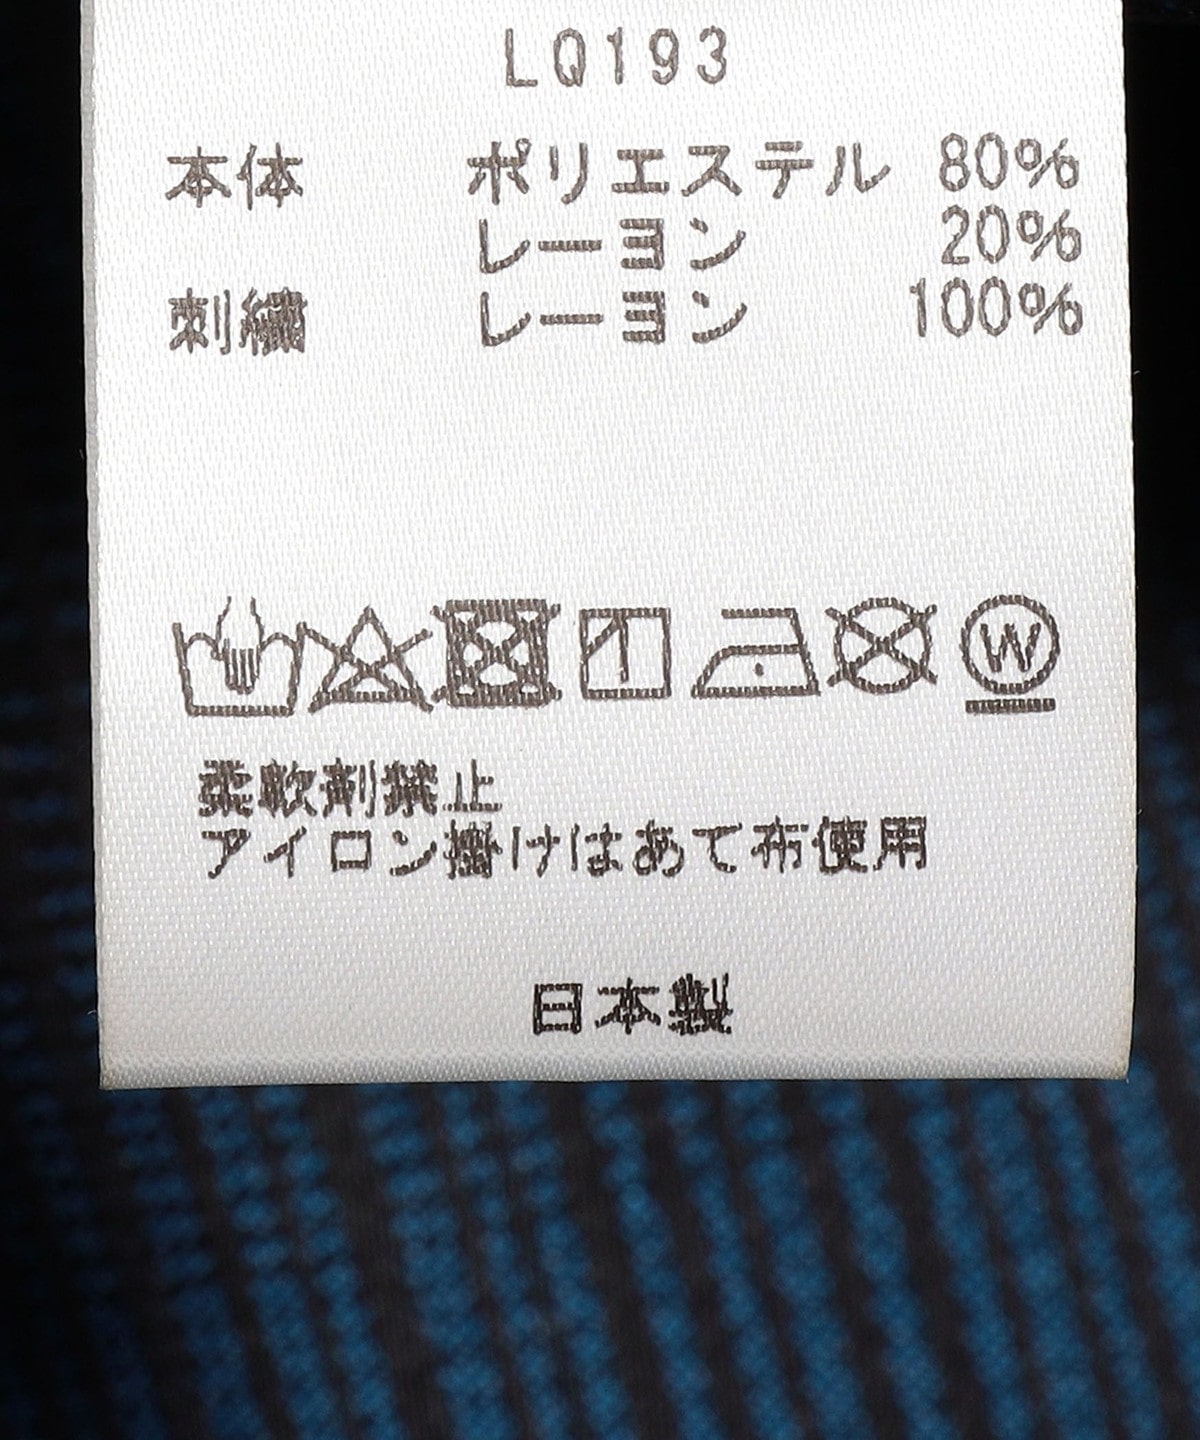 LQ193
本体 ポリエステル 80%
レーヨン 20%
刺繍 レーヨン 100%
W
柔軟剤禁止
アイロン掛けはあて布使用
日本製